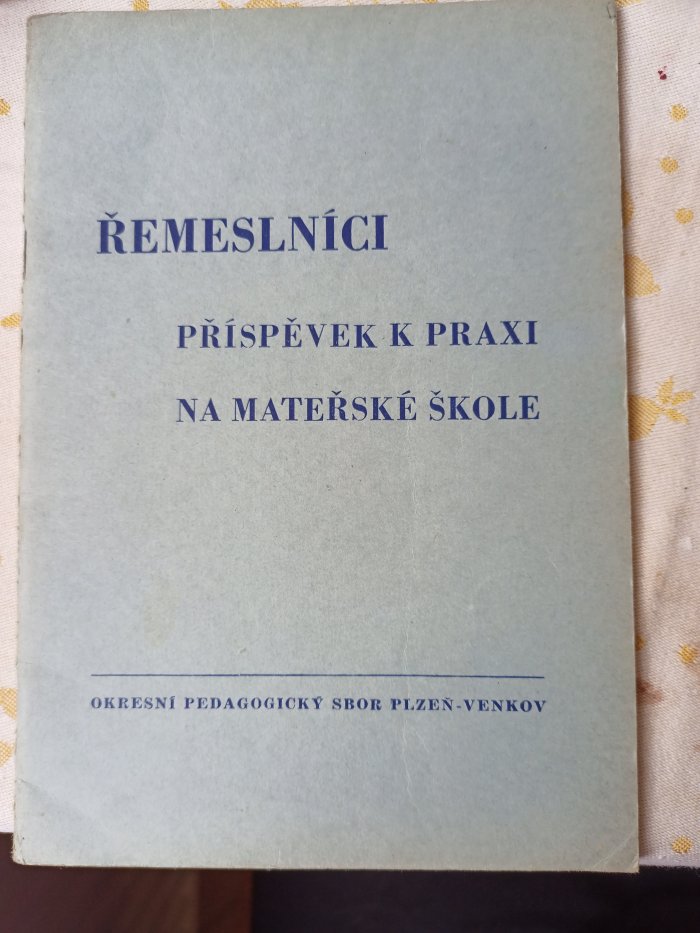 ŘEMESLNÍCI
PŘÍSPĚVEK K PRAXI
NA MATEŘSKÉ ŠKOLE
OKRESNÍ PEDAGOGICKÝ SBOR PLZEŇ-VENKOV